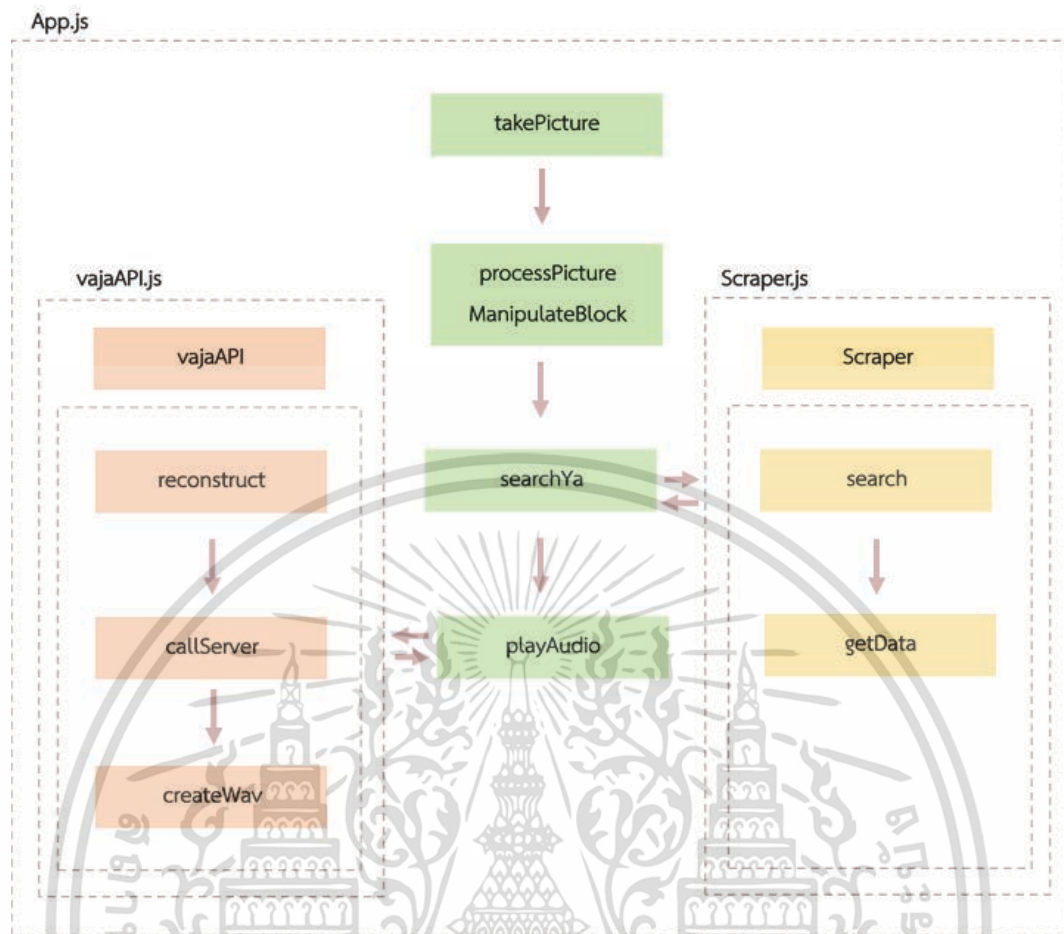 App.js
takePicture
processPicture
ManipulateBlock
vajaAPI.js
Scraper.js
vajaAPI
Scraper
reconstruct
searchYa
search
callServer
playAudio
getData
createWav